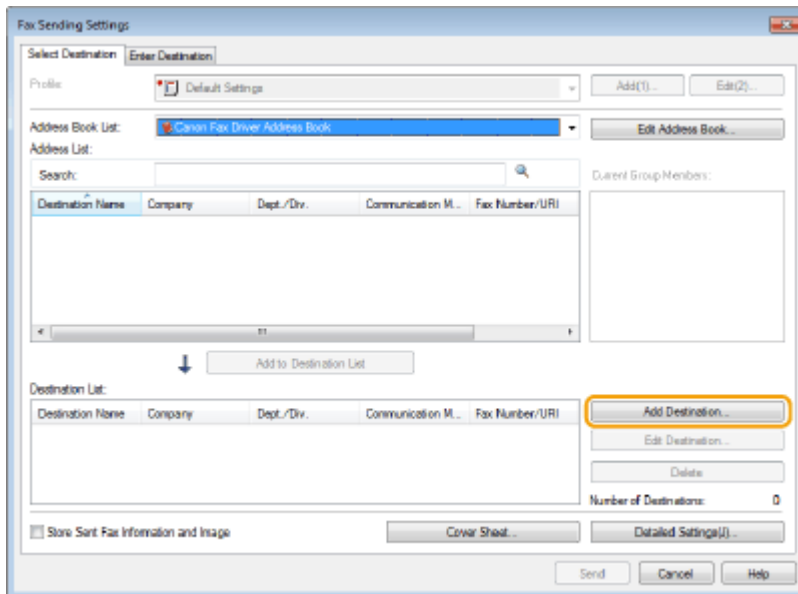 Fax Sending Settings
Select Destination Enter Destination
Profile: Default Settings Add(1)... Edit(2)...
Address Book List: Canon Fax Driver Address Book Edit Address Book...
Address List:
Search: Current Group Members:
Destination Name Company Dept./Div. Communication M... Fax Number/URI
Add to Destination List
Destination List:
Destination Name Company Dept./Div. Communication M... Fax Number/URI Add Destination...
Edit Destination...
Delete
Number of Destinations: 0
Store Sent Fax Information and Image Cover Sheet... Detailed Settings(J)...
Send Cancel Help